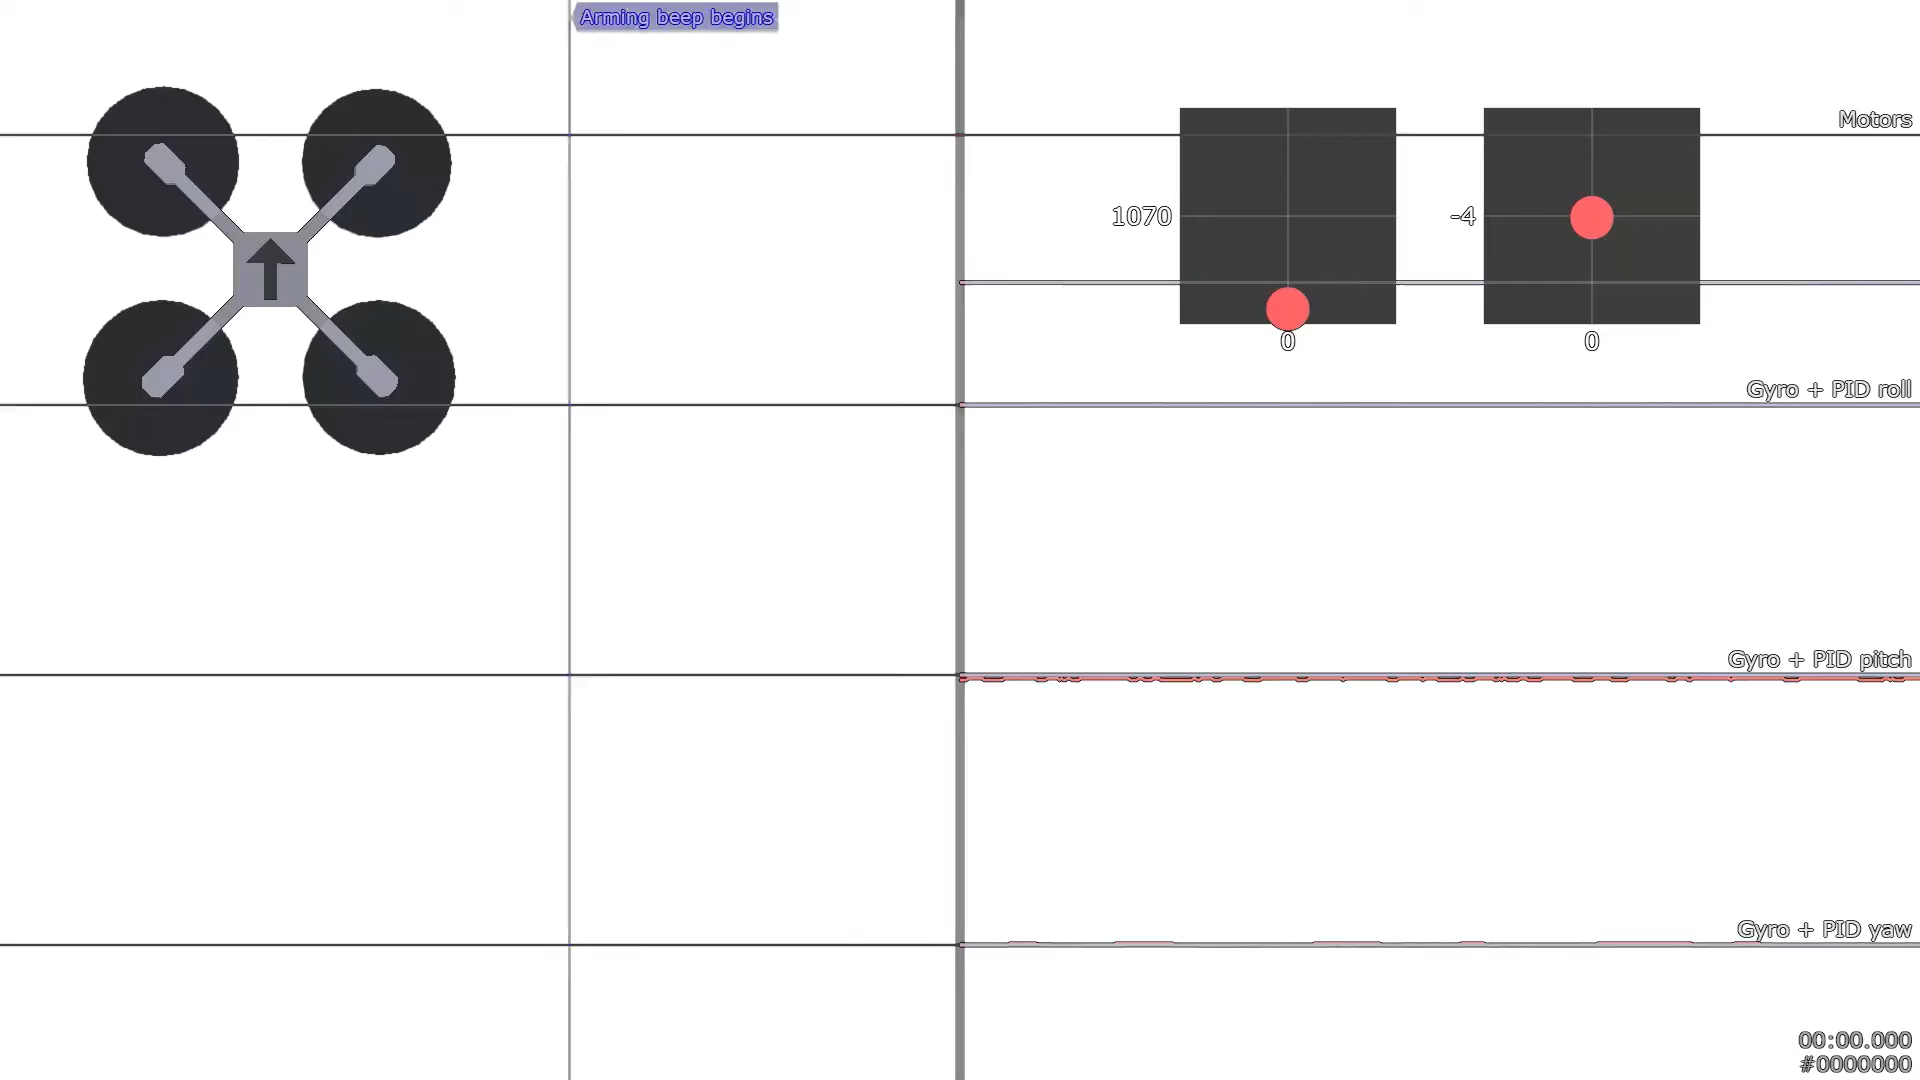 Arming beep begins
Motors
1070
-4
0
0
Gyro + PID roll
Gyro + PID pitch
Gyro + PID yaw
00:00.000
#0000000